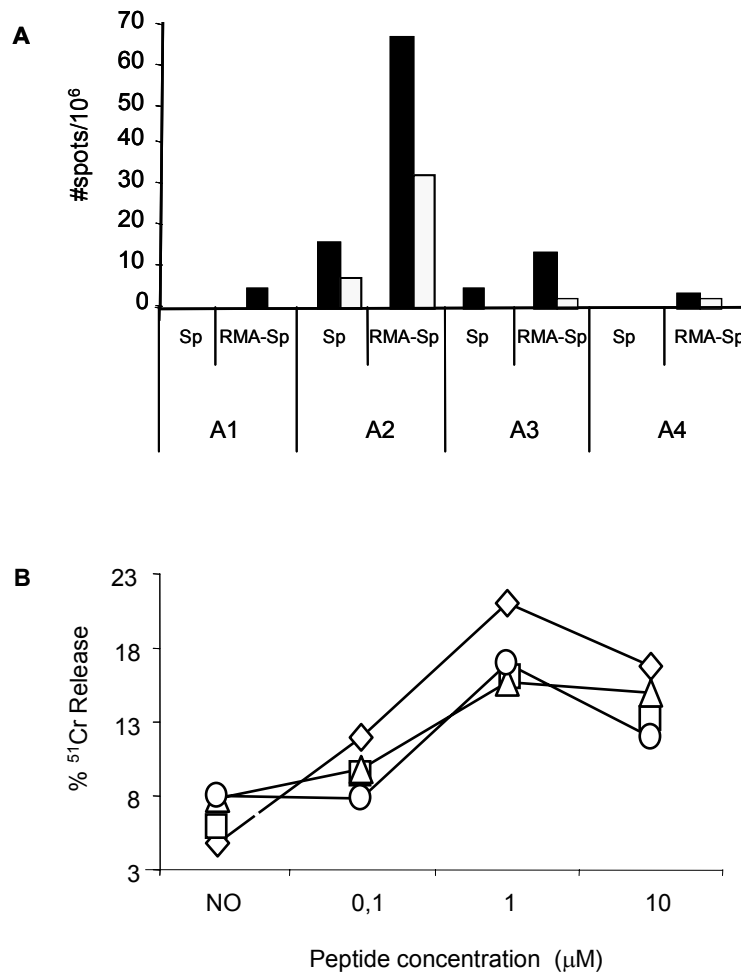 A
#spots/10⁶
70
60
50
40
30
20
10
0
Sp RMA-Sp Sp RMA-Sp Sp RMA-Sp Sp RMA-Sp
A1 A2 A3 A4
B
% ⁵¹Cr Release
23
18
13
8
3
NO 0,1 1 10
Peptide concentration (µM)